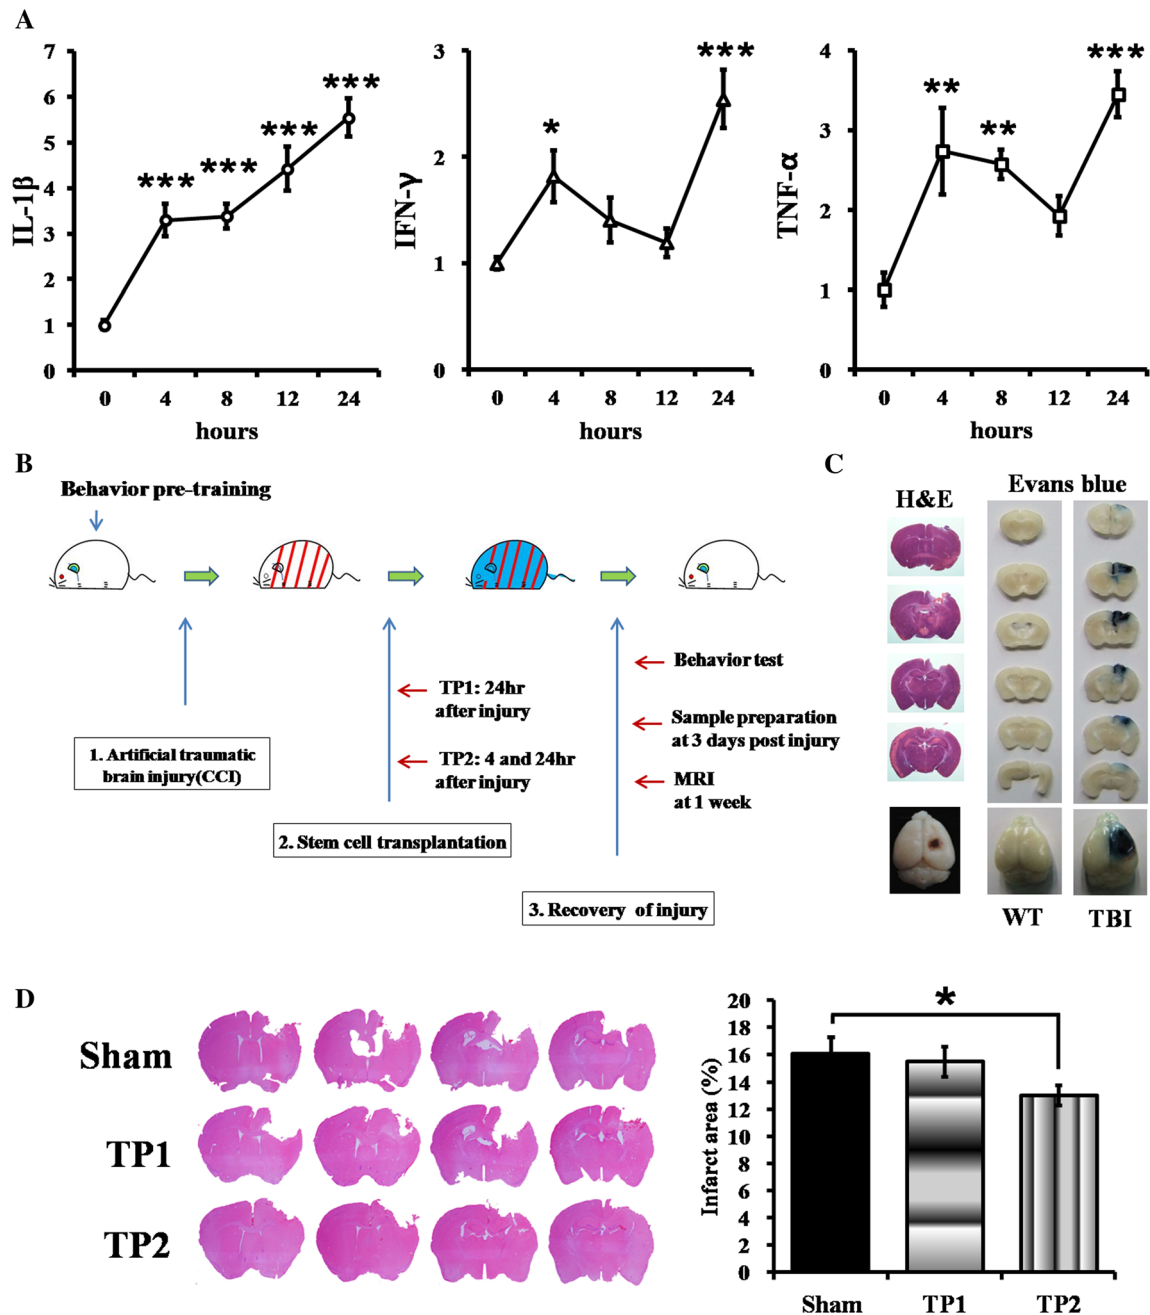 A
IL-1β
7
6
5
4
3
2
1
0
***
***
***
***
0 4 8 12 24
hours
IFN-γ
3
2
1
0
*
***
0 4 8 12 24
hours
TNF-α
4
3
2
1
0
**
**
***
0 4 8 12 24
hours
B
Behavior pre-training
1. Artificial traumatic
brain injury(CCI)
TP1: 24hr
after injury
TP2: 4 and 24hr
after injury
2. Stem cell transplantation
Behavior test
Sample preparation
at 3 days post injury
MRI
at 1 week
3. Recovery of injury
C
H&E
Evans blue
WT
TBI
D
Sham
TP1
TP2
Infarct area (%)
20
18
16
14
12
10
8
6
4
2
0
*
Sham TP1 TP2